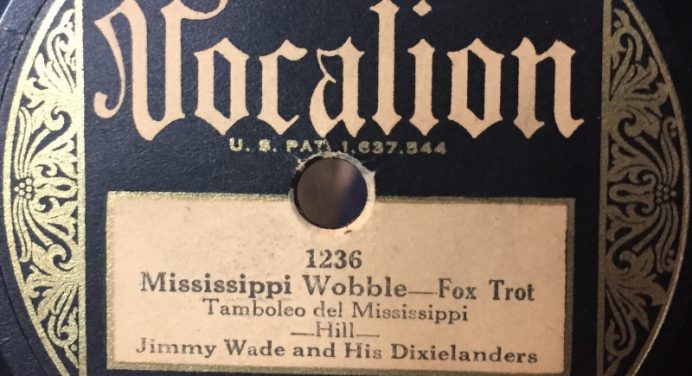 Vocalion
U. S. PAT. 1,637,544
1236
Mississippi Wobble—Fox Trot
Tamboleo del Mississippi
—Hill—
Jimmy Wade and His Dixielanders